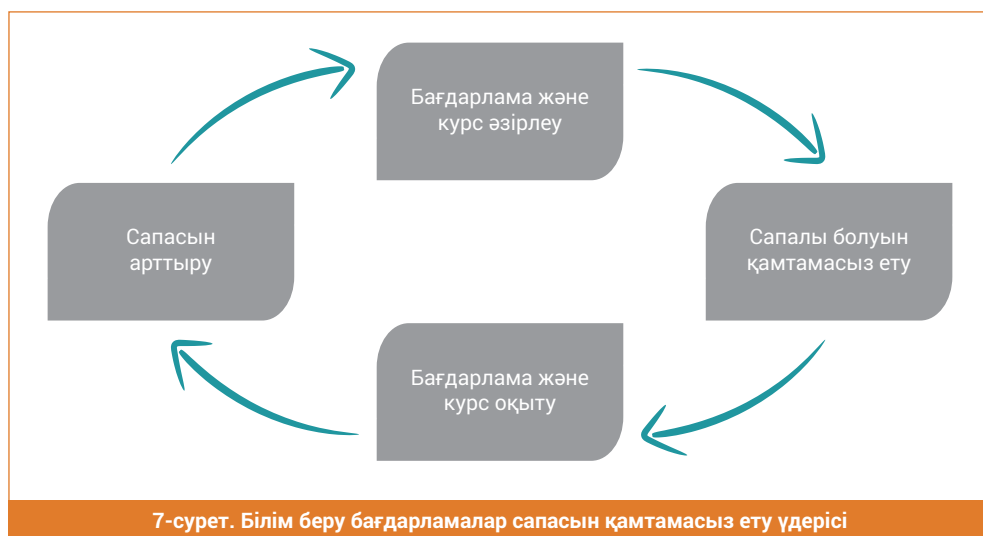 Бағдарлама және
курс әзірлеу
Сапасын
арттыру
Сапалы болуын
қамтамасыз ету
Бағдарлама және
курс оқыту
7-сурет. Білім беру бағдарламалар сапасын қамтамасыз ету үдерісі